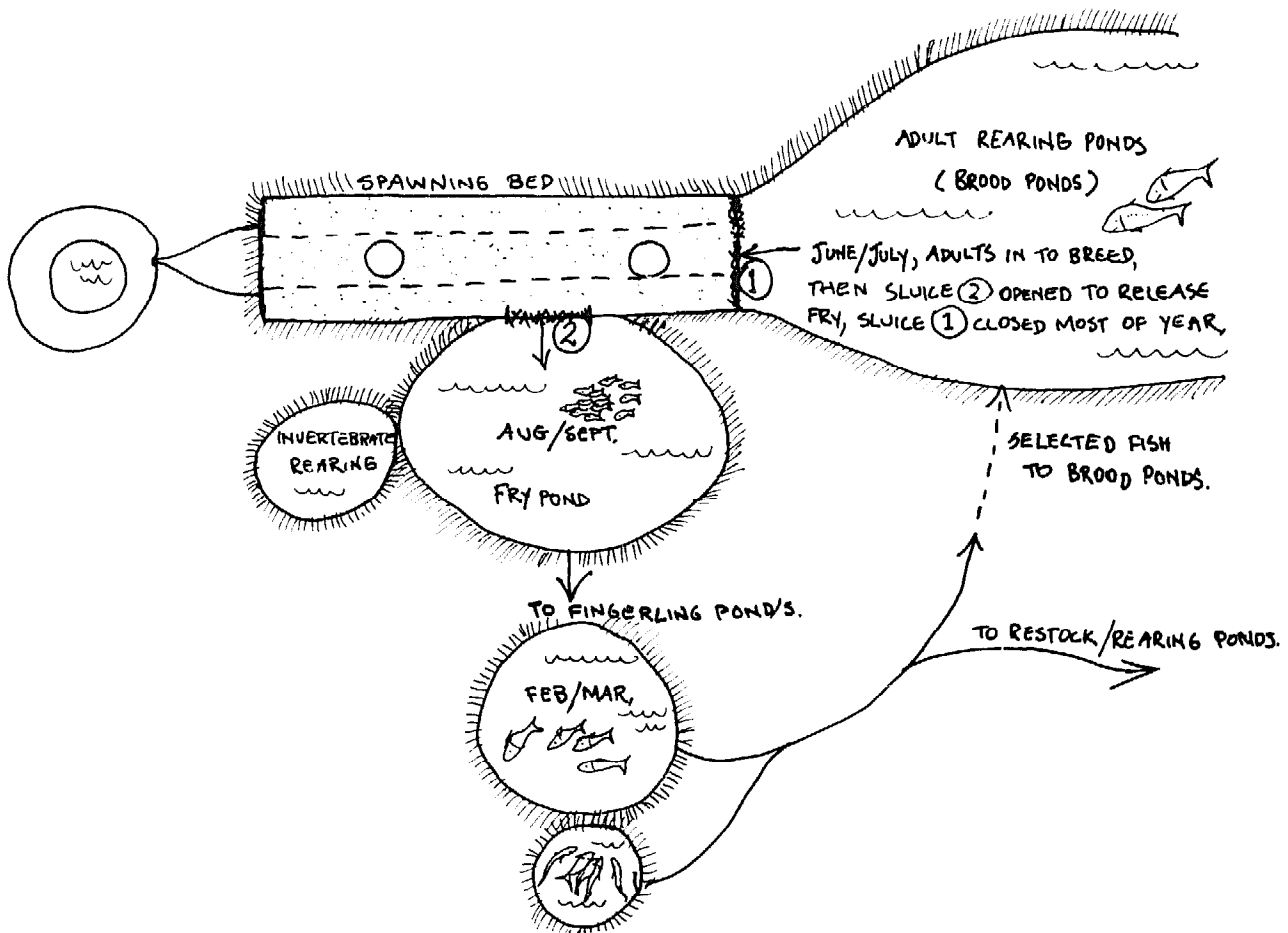 SPAWNING BED
ADULT REARING PONDS
(BROOD PONDS)
JUNE/JULY, ADULTS IN TO BREED,
THEN SLUICE ② OPENED TO RELEASE
FRY, SLUICE ① CLOSED MOST OF YEAR,
①
②
AUG/SEPT.
FRY POND
INVERTEBRATE
REARING
SELECTED FISH
TO BROOD PONDS.
TO FINGERLING POND/S.
TO RESTOCK/REARING PONDS.
FEB/MAR,